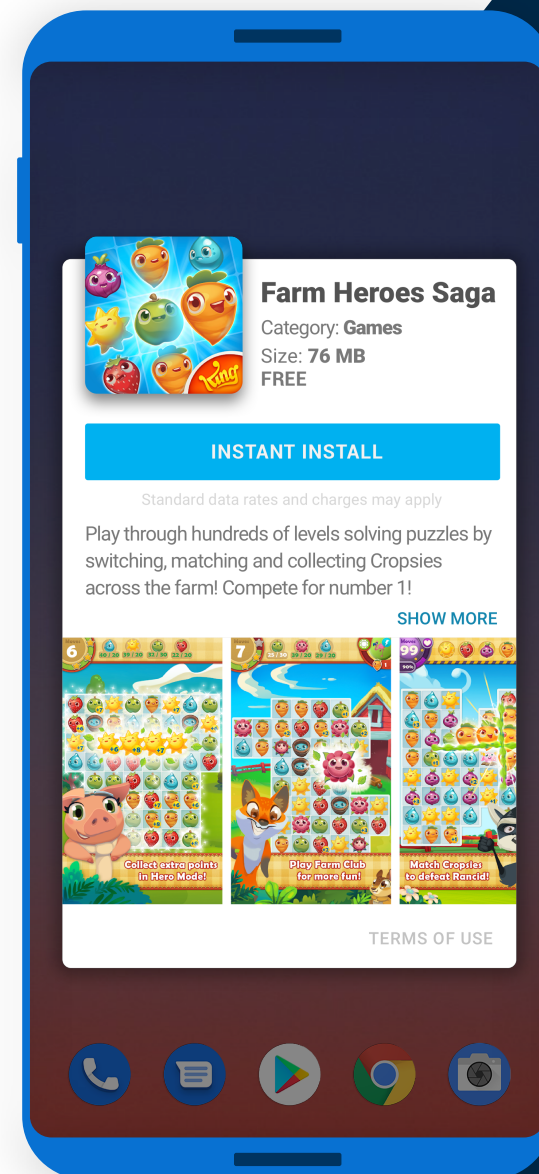 Farm Heroes Saga
Category: Games
Size: 76 MB
FREE
King
INSTANT INSTALL
Standard data rates and charges may apply
Play through hundreds of levels solving puzzles by
switching, matching and collecting Cropsies
across the farm! Compete for number 1!
SHOW MORE
6
7
99
90%
Collect extra points
in Hero Mode!
Play Farm Club
for more fun!
Match Cropsies
to defeat Rancid!
TERMS OF USE